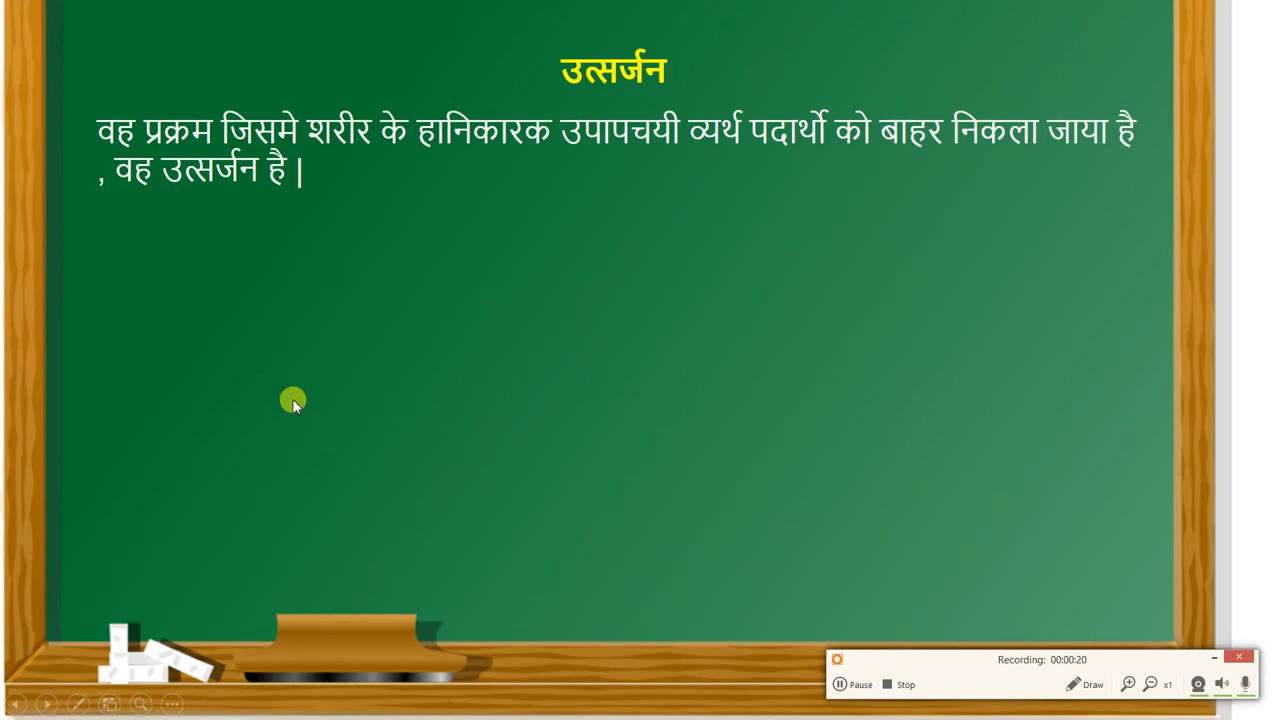 उत्सर्जन
वह प्रक्रम जिसमे शरीर के हानिकारक उपापचयी व्यर्थ पदार्थो को बाहर निकला जाया है
, वह उत्सर्जन है |
Recording: 00:00:20
Pause Stop Draw x1